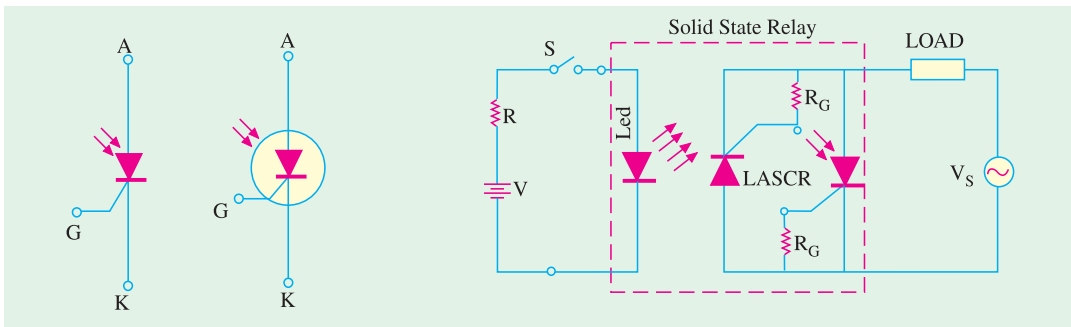 A
G
K
A
G
K
S
R
V
Solid State Relay
Led
R_G
LASCR
R_G
LOAD
V_S